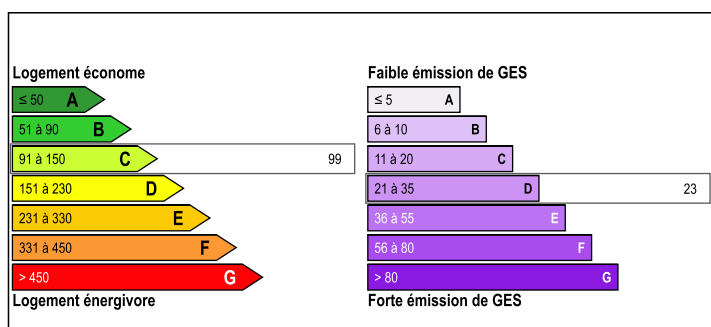 Logement économe
≤ 50 A
51 à 90 B
91 à 150 C 99
151 à 230 D
231 à 330 E
331 à 450 F
> 450 G
Logement énergivore
Faible émission de GES
≤ 5 A
6 à 10 B
11 à 20 C
21 à 35 D 23
36 à 55 E
56 à 80 F
> 80 G
Forte émission de GES